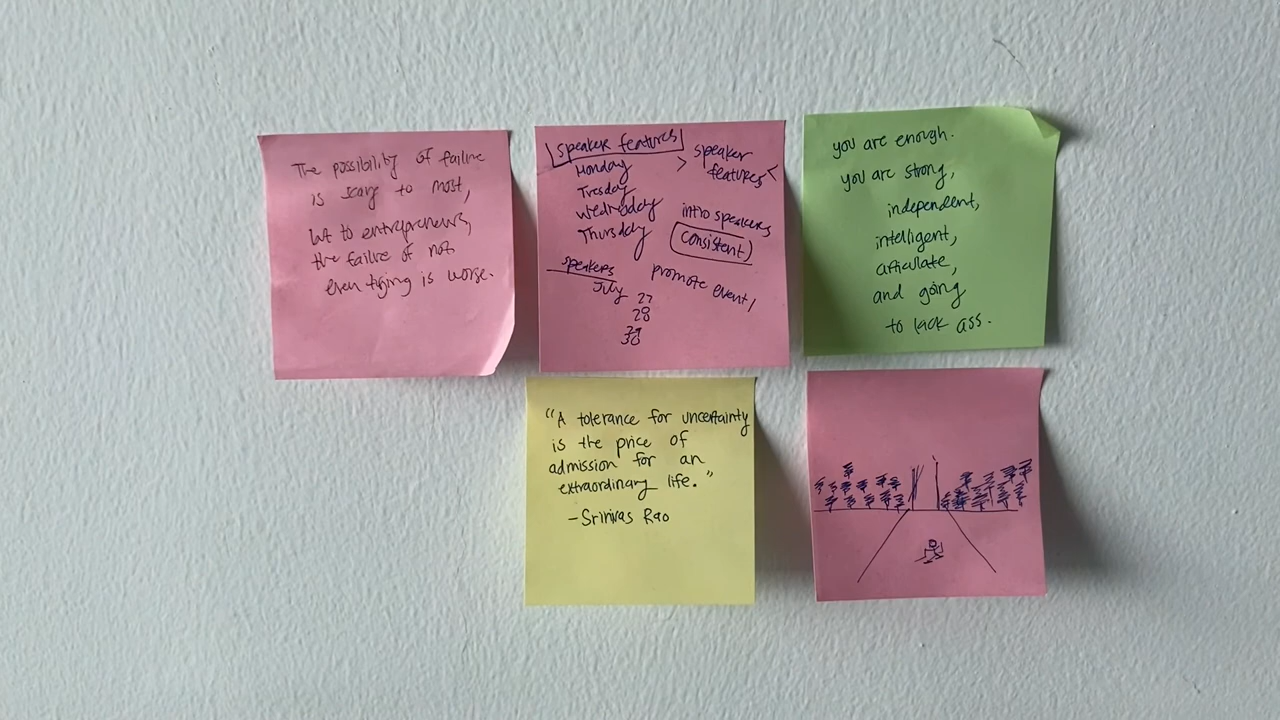 The possibility of failure
is scary to most,
but to entrepreneurs,
the failure of not
even trying is worse.
speaker features
Monday
Tuesday
Wednesday
Thursday
speakers
July 27
28
30
> speaker
features <
intro speakers
consistent
promote event,
you are enough.
you are strong,
independent,
intelligent,
articulate,
and going
to kick ass.
"A tolerance for uncertainty
is the price of
admission for an
extraordinary life."
-Srinivas Rao